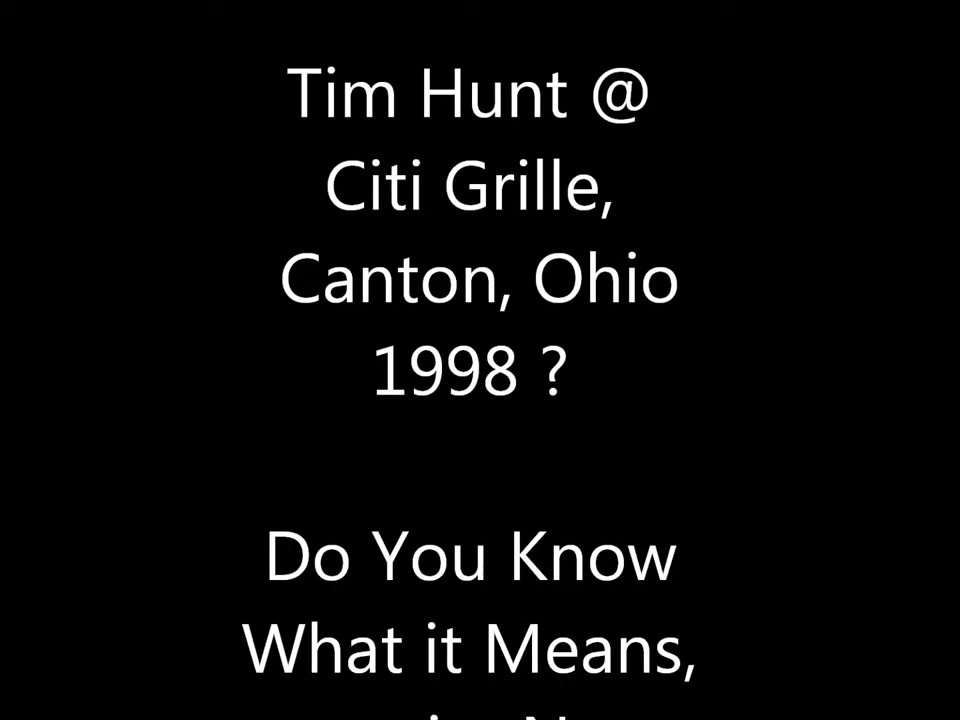 Tim Hunt @
Citi Grille,
Canton, Ohio
1998 ?
Do You Know
What it Means,